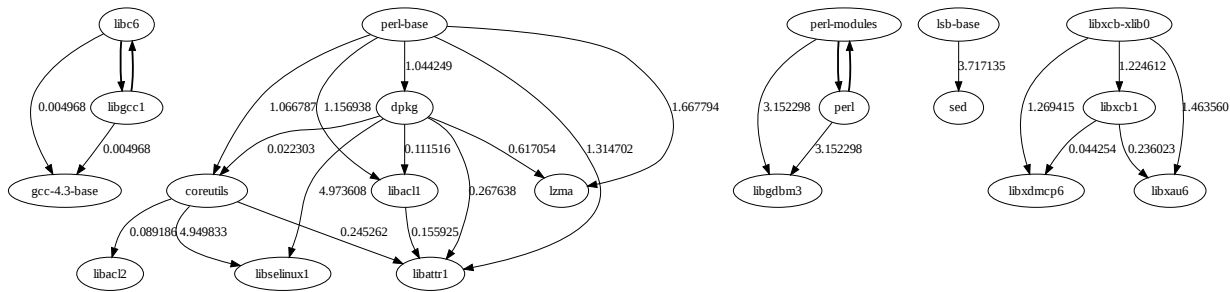 libc6
perl-base
perl-modules
lsb-base
libxcb-xlib0
1.044249
3.717135
1.224612
0.004968
libgcc1
1.066787
1.156938
dpkg
1.667794
3.152298
perl
sed
1.269415
libxcb1
1.463560
0.004968
0.022303
0.111516
0.617054
1.314702
3.152298
0.044254
0.236023
gcc-4.3-base
coreutils
4.973608
libacl1
0.267638
lzma
libgdbm3
libxdmcp6
libxau6
0.089186
4.949833
0.245262
0.155925
libacl2
libselinux1
libattr1